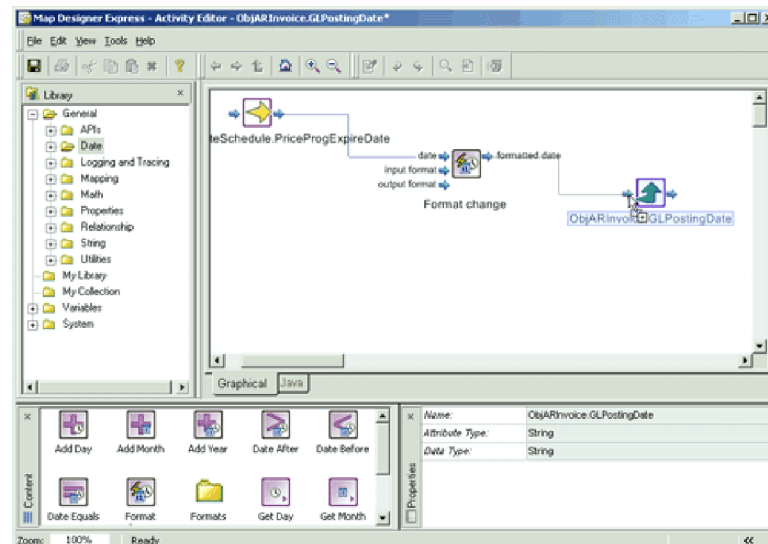 Map Designer Express - Activity Editor - ObjARInvoice.GLPostingDate*
File Edit View Tools Help
Library
General
APIs
Date
Logging and Tracing
Mapping
Math
Properties
Relationship
String
Utilities
My Library
My Collection
Variables
System
teSchedule.PriceProgExpireDate
date
formatted date
input format
output format
Format change
ObjARInvoice.GLPostingDate
Graphical Java
Content
Add Day Add Month Add Year Date After Date Before
Date Equals Format Formats Get Day Get Month
Properties
Name: ObjARInvoice.GLPostingDate
Attribute Type: String
Data Type: String
Zoom: 100% Ready